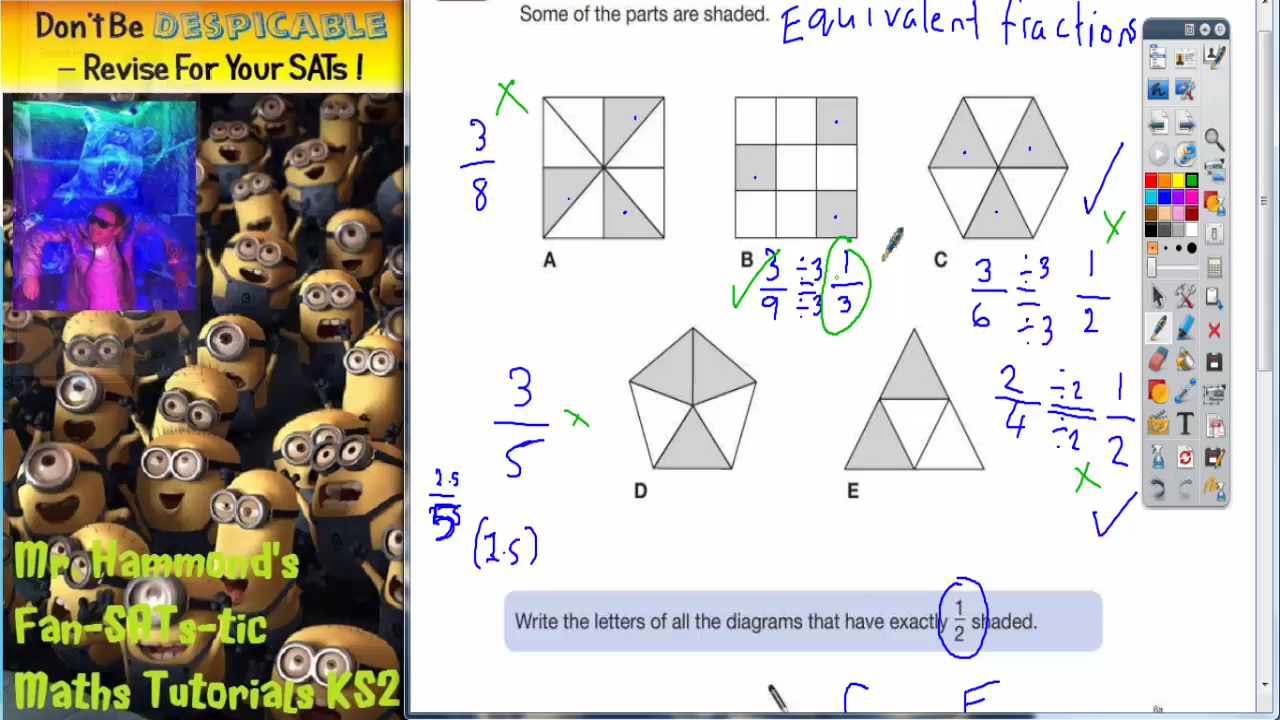 Don't Be DESPICABLE
– Revise For Your SATs !
Mr. Hammond's
Fan-SATs-tic
Maths Tutorials KS2
Some of the parts are shaded.
Equivalent fractions
3
8
A
B
C
3 ÷3 1
9 ÷3 3
3 ÷3 1
6 ÷3 2
3
5
D
E
2 ÷2 1
4 ÷2 2
2.5
5
(2.5)
Write the letters of all the diagrams that have exactly 1/2 shaded.
C E
6a